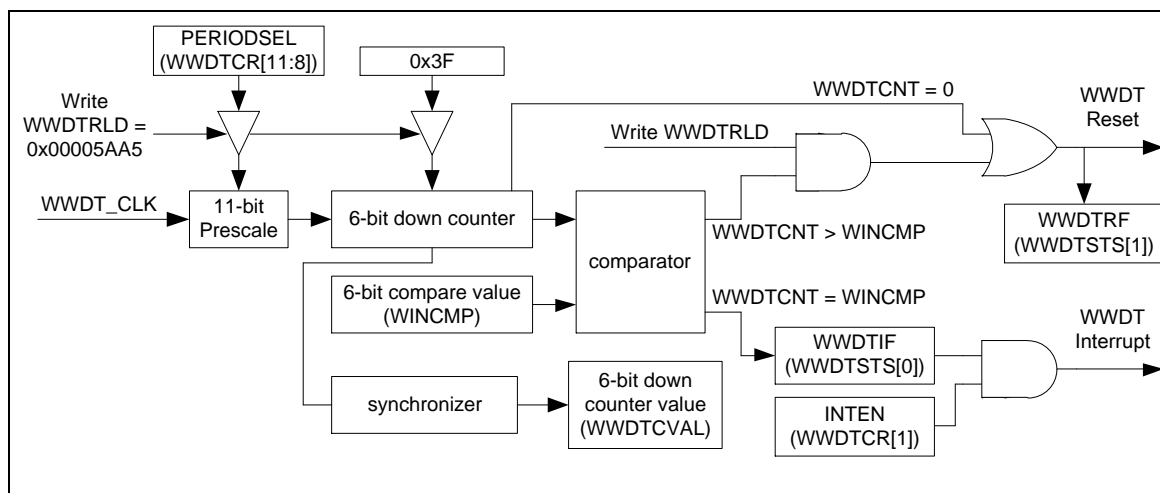 PERIODSEL
(WWDTCR[11:8])
0x3F
Write
WWDTRLD =
0x00005AA5
WWDTCNT = 0
WWDT
Reset
Write WWDTRLD
WWDT_CLK
11-bit
Prescale
6-bit down counter
WWDTRF
(WWDTSTS[1])
WWDTCNT > WINCMP
comparator
6-bit compare value
(WINCMP)
WWDTCNT = WINCMP
WWDT
Interrupt
WWDTIF
(WWDTSTS[0])
synchronizer
6-bit down
counter value
(WWDTCVAL)
INTEN
(WWDTCR[1])